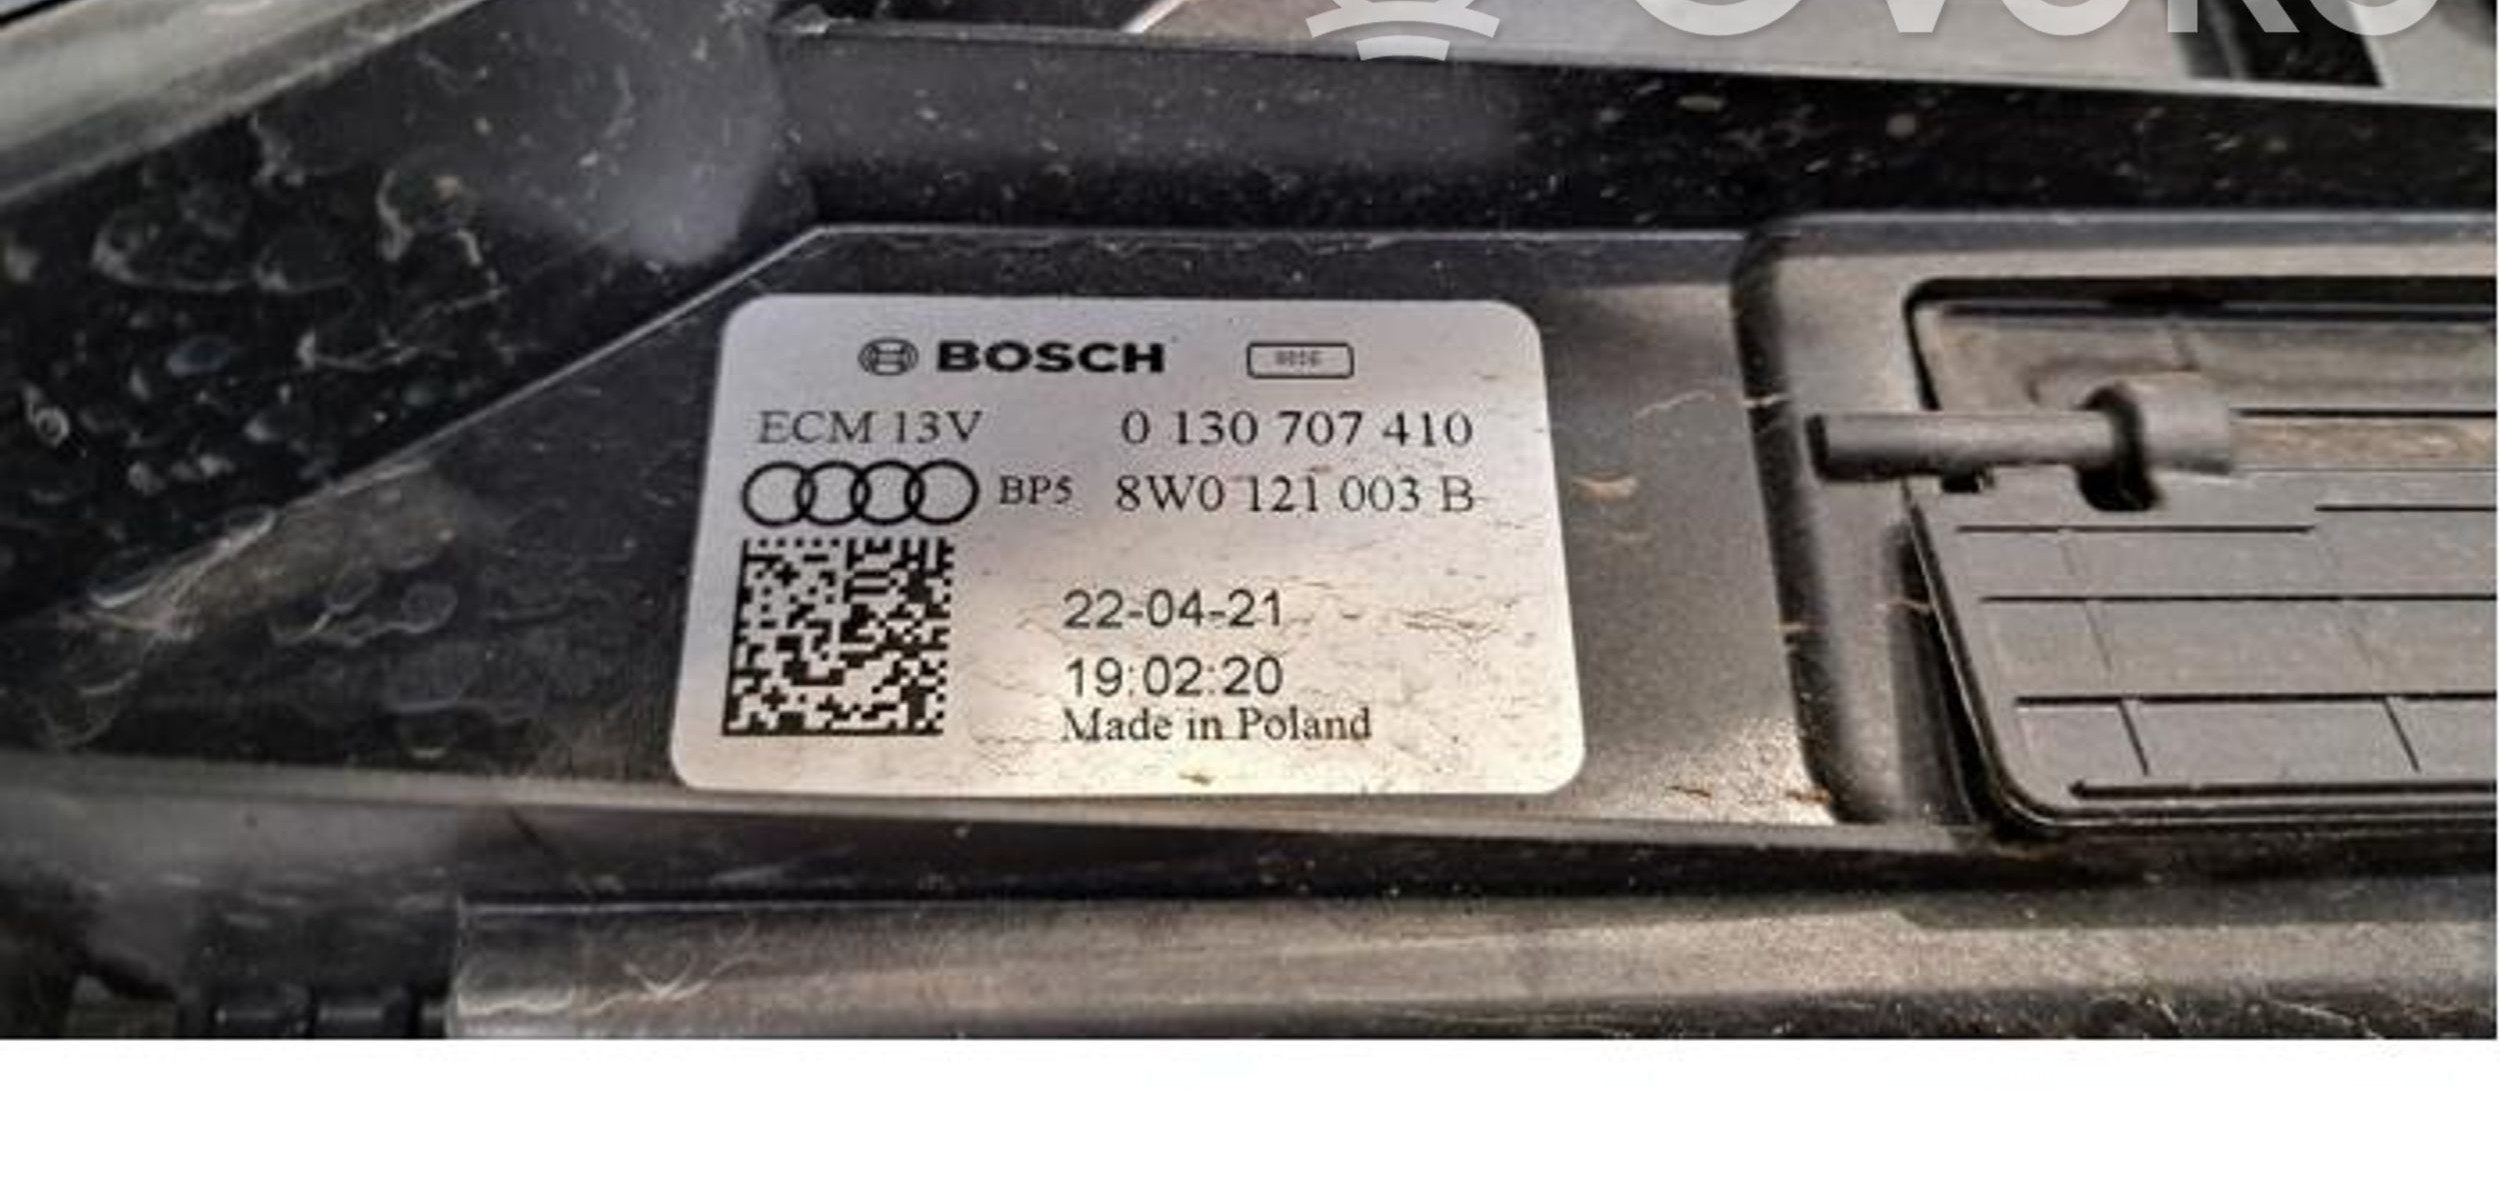 BOSCH
ECM 13V 0 130 707 410
BP5 8W0 121 003 B
22-04-21
19:02:20
Made in Poland